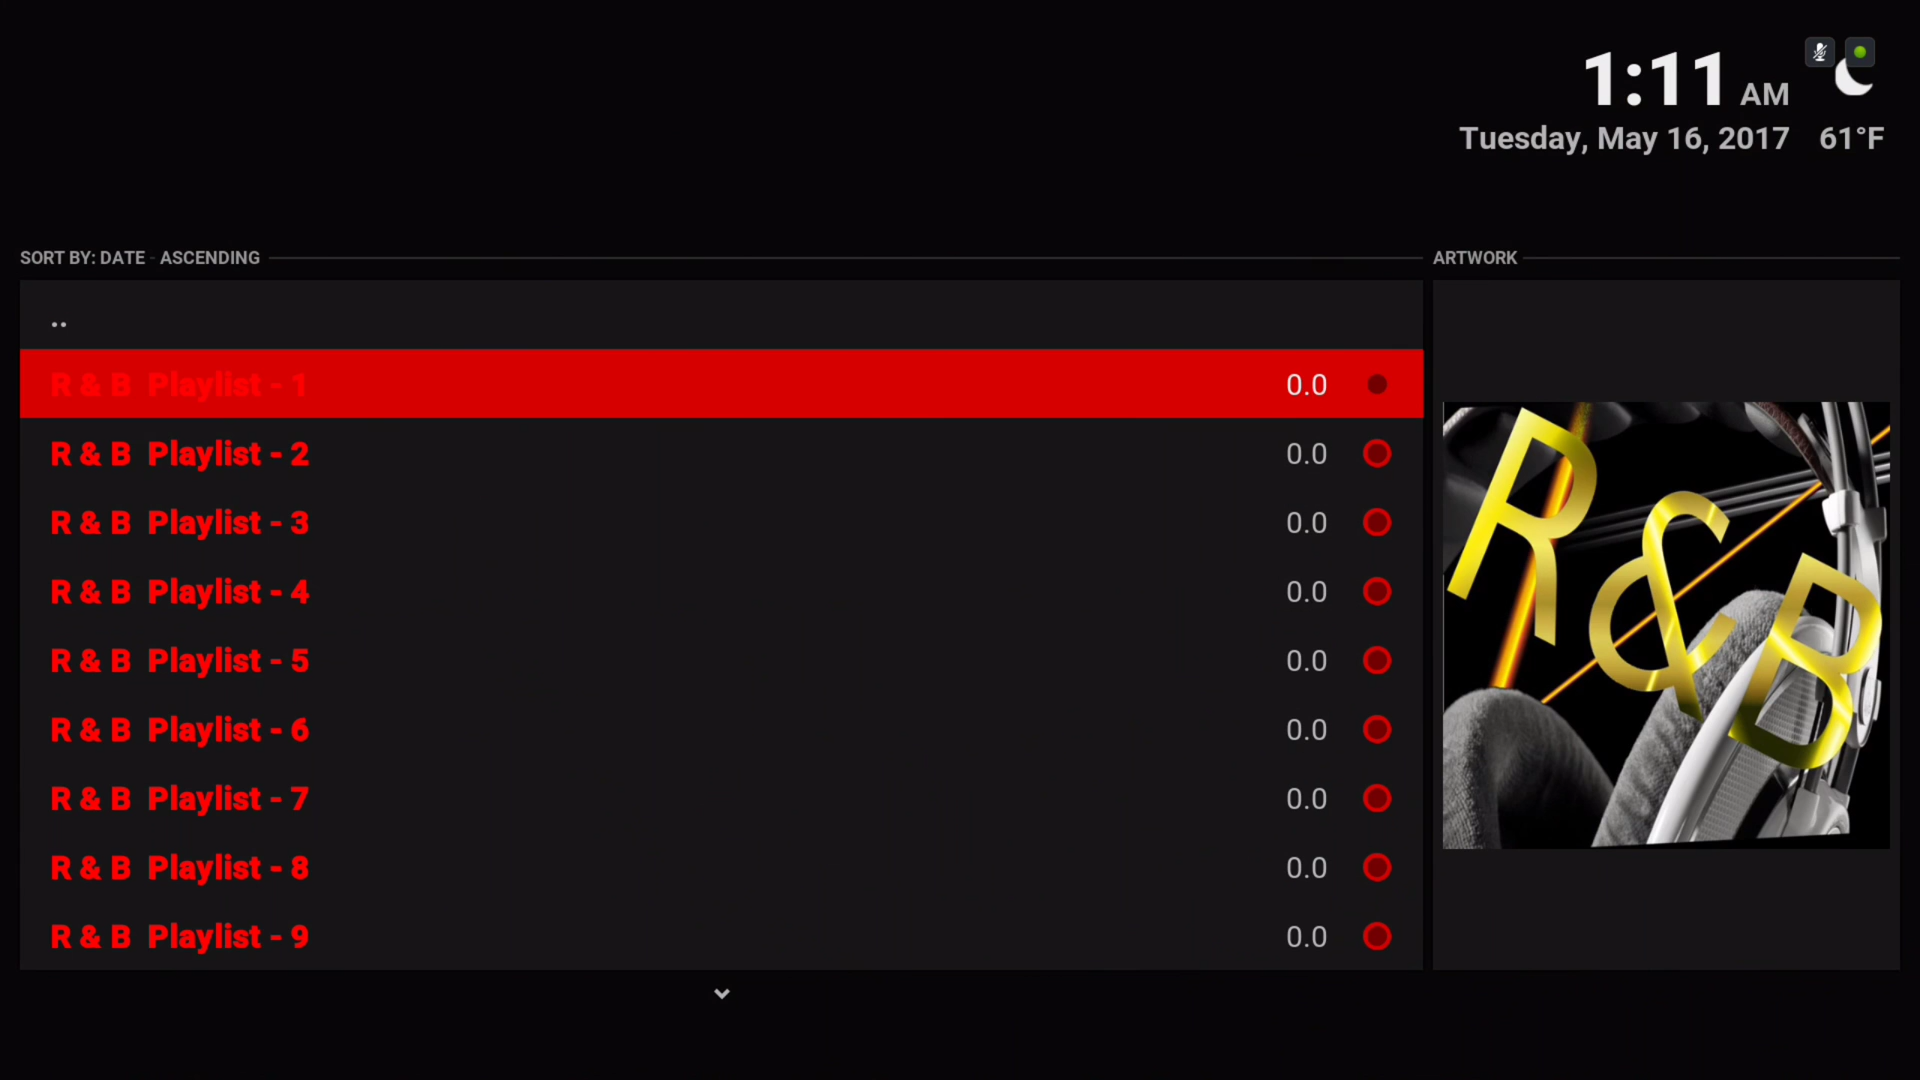 1:11 AM
Tuesday, May 16, 2017 61°F
SORT BY: DATE - ASCENDING
ARTWORK
..
R & B Playlist - 1 0.0
R & B Playlist - 2 0.0
R & B Playlist - 3 0.0
R & B Playlist - 4 0.0
R & B Playlist - 5 0.0
R & B Playlist - 6 0.0
R & B Playlist - 7 0.0
R & B Playlist - 8 0.0
R & B Playlist - 9 0.0
R&B